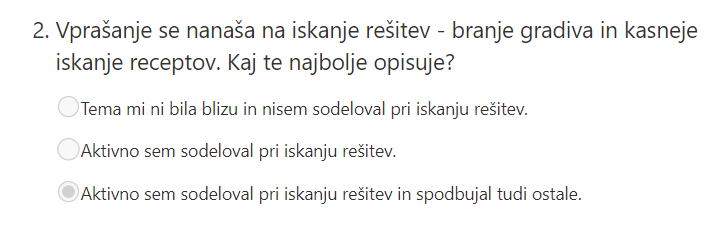 2. Vprašanje se nanaša na iskanje rešitev - branje gradiva in kasneje
iskanje receptov. Kaj te najbolje opisuje?
Tema mi ni bila blizu in nisem sodeloval pri iskanju rešitev.
Aktivno sem sodeloval pri iskanju rešitev.
Aktivno sem sodeloval pri iskanju rešitev in spodbujal tudi ostale.